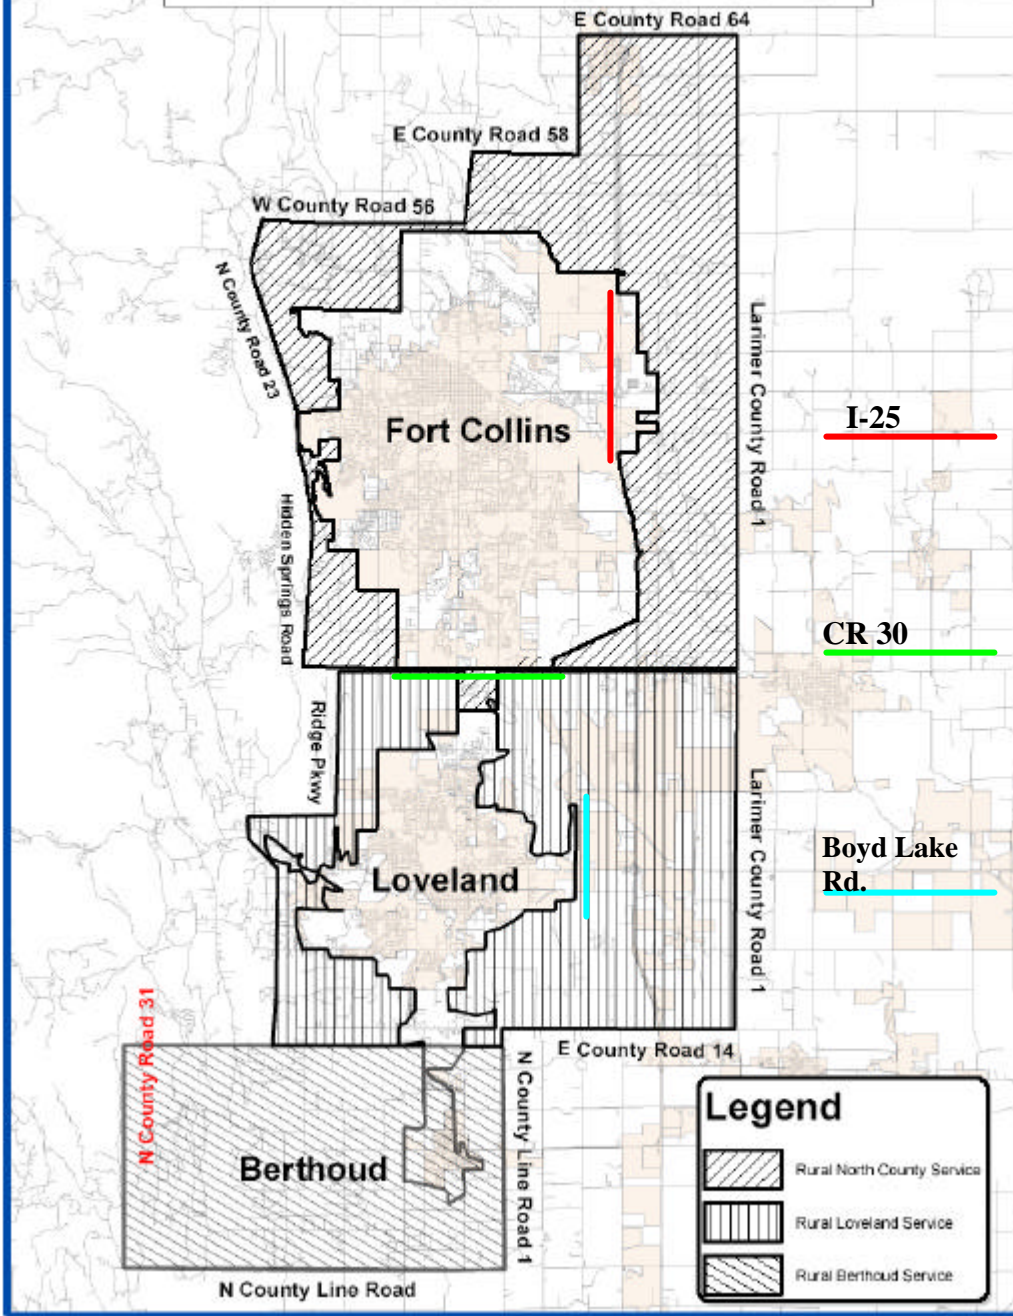 E County Road 64
E County Road 58
W County Road 56
N County Road 23
Larimer County Road 1
Fort Collins
I-25
Hidden Springs Road
CR 30
Ridge Pkwy
Larimer County Road 1
Boyd Lake
Rd.
Loveland
N County Road 31
E County Road 14
N County Line Road 1
Berthoud
N County Line Road
Legend
Rural North County Service
Rural Loveland Service
Rural Berthoud Service